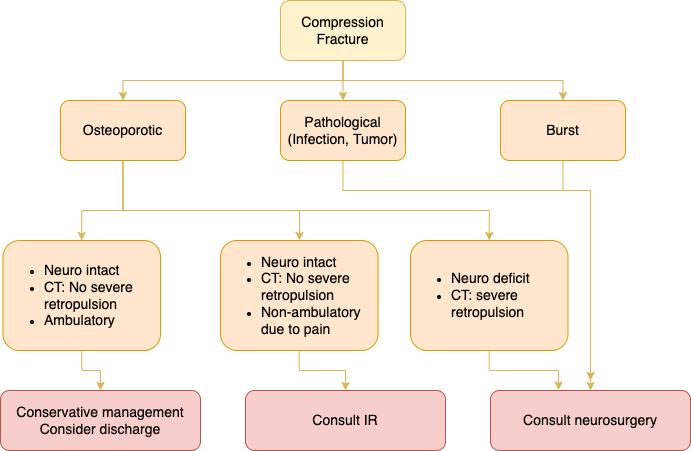 Compression
Fracture
Osteoporotic
Pathological
(Infection, Tumor)
Burst
• Neuro intact
• CT: No severe
retropulsion
• Ambulatory
• Neuro intact
• CT: No severe
retropulsion
• Non-ambulatory
due to pain
• Neuro deficit
• CT: severe
retropulsion
Conservative management
Consider discharge
Consult IR
Consult neurosurgery